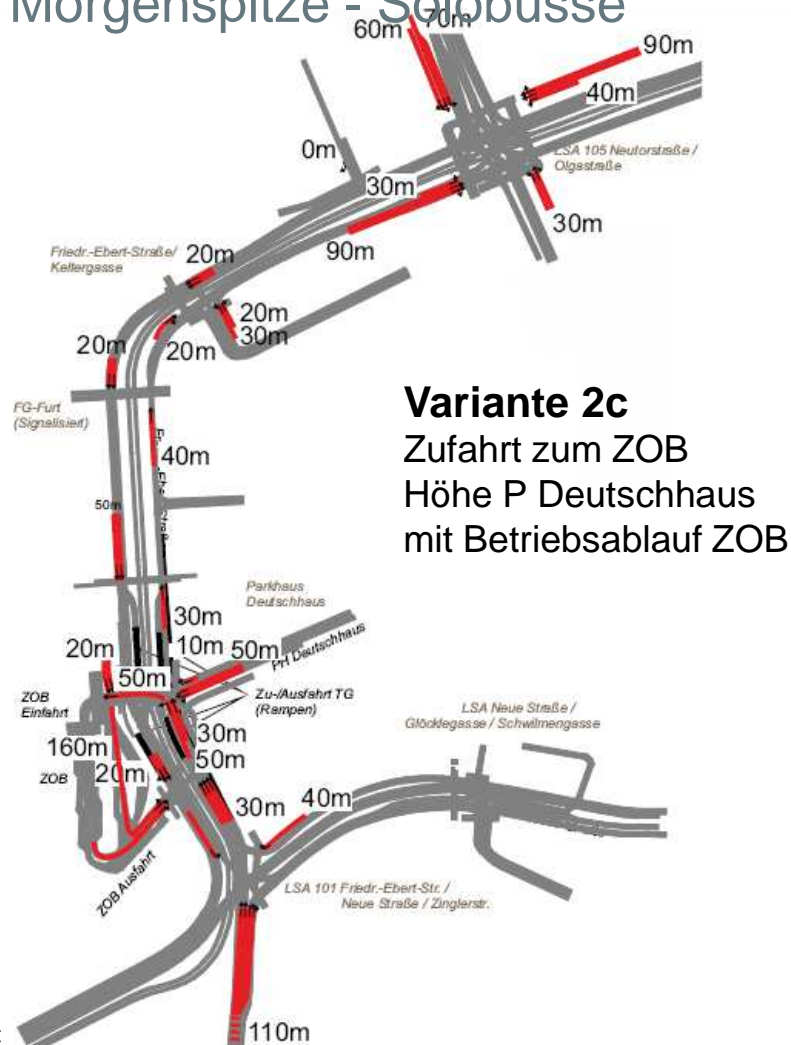 Morgenspitze - Solobusse
60m
70m
90m
40m
0m
LSA 105 Neutorstraße /
Olgastraße
30m
30m
90m
Friedr.-Ebert-Straße/
Keltergasse
20m
20m
30m
20m
20m
FG-Furt
(Signalisiert)
40m
50m
Variante 2c
Zufahrt zum ZOB
Höhe P Deutschhaus
mit Betriebsablauf ZOB
Parkhaus
Deutschhaus
30m
20m
10m
50m
PH Deutschhaus
50m
ZOB
Einfahrt
Zu-/Ausfahrt TG
(Rampen)
LSA Neue Straße /
Glöcklegasse / Schwilmengasse
30m
160m
50m
20m
ZOB
30m
40m
ZOB Ausfahrt
LSA 101 Friedr.-Ebert-Str. /
Neue Straße / Zinglerstr.
110m